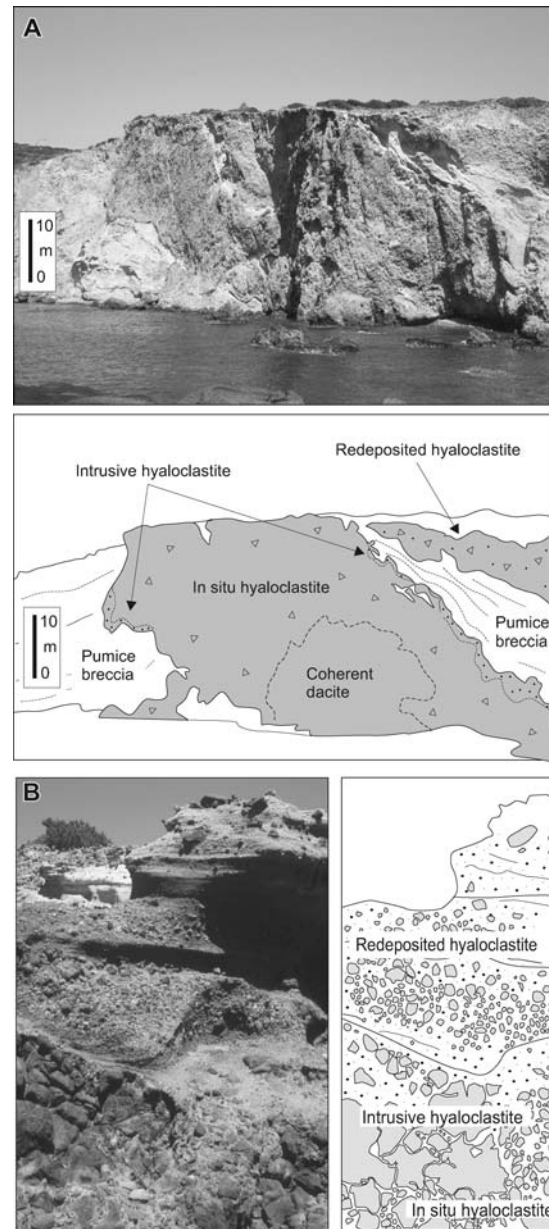 A
10
m
0
Redeposited hyaloclastite
Intrusive hyaloclastite
In situ hyaloclastite
10
m
0
Pumice
breccia
Pumice
breccia
Coherent
dacite
B
Redeposited hyaloclastite
Intrusive hyaloclastite
In situ hyaloclastite